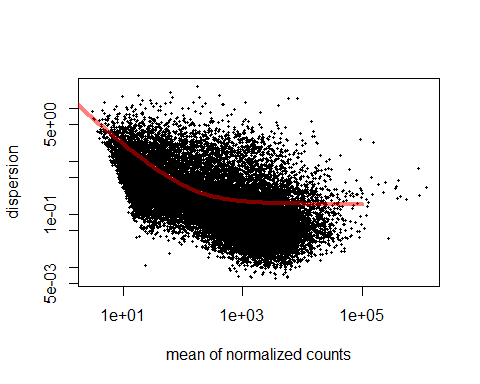 dispersion
5e+00
1e-01
5e-03
1e+01
1e+03
1e+05
mean of normalized counts